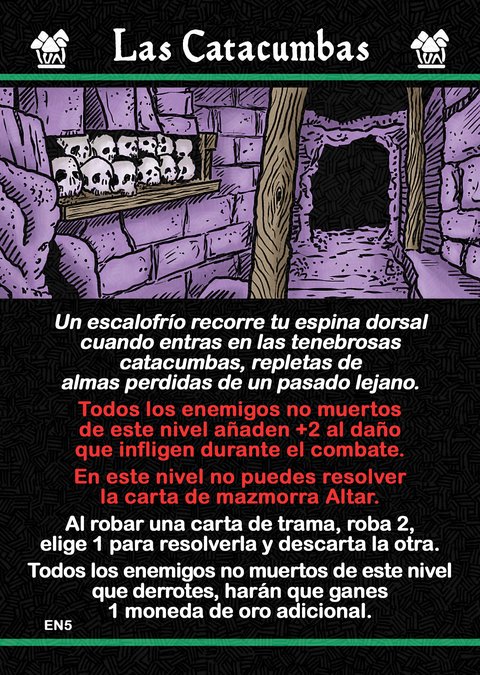 Las Catacumbas
Un escalofrío recorre tu espina dorsal
cuando entras en las tenebrosas
catacumbas, repletas de
almas perdidas de un pasado lejano.
Todos los enemigos no muertos
de este nivel añaden +2 al daño
que infligen durante el combate.
En este nivel no puedes resolver
la carta de mazmorra Altar.
Al robar una carta de trama, roba 2,
elige 1 para resolverla y descarta la otra.
Todos los enemigos no muertos de este nivel
que derrotes, harán que ganes
1 moneda de oro adicional.
EN5